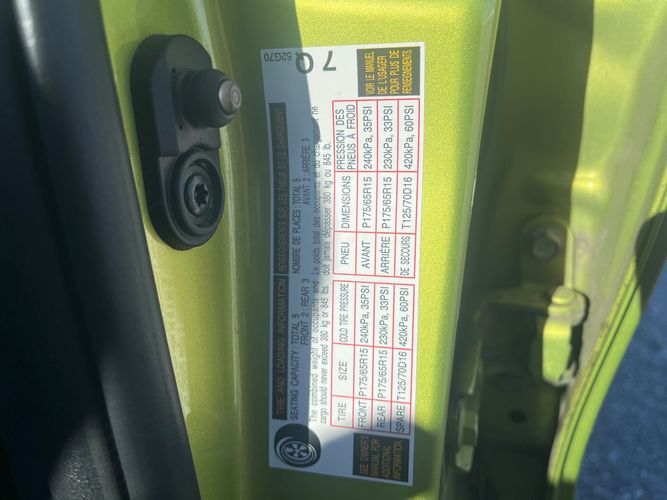 TIRE AND LOADING INFORMATION
RENSEIGNEMENTS SUR LES PNEUS ET LE CHARGEMENT
7 Q 52G70
SEATING CAPACITY : TOTAL 5
FRONT 2 : REAR 3
NOMBRE DE PLACES TOTAL 5
AVANT 2 : ARRIÈRE 3
The combined weight of occupants and
cargo should never exceed 380 kg or 845 lbs.
Le poids total des occupants et du chargement ne
doit jamais dépasser 380 kg ou 845 lb.
TIRE SIZE COLD TIRE PRESSURE
FRONT P175/65R15 240kPa, 35PSI
REAR P175/65R15 230kPa, 33PSI
SPARE T125/70D16 420kPa, 60PSI
PNEU DIMENSIONS PRESSION DES
PNEUS À FROID
AVANT P175/65R15 240kPa, 35PSI
ARRIÈRE P175/65R15 230kPa, 33PSI
DE SECOURS T125/70D16 420kPa, 60PSI
SEE OWNER'S
MANUAL FOR
ADDITIONAL
INFORMATION
VOIR LE MANUEL
DE L'USAGER
POUR PLUS DE
RENSEIGNEMENTS